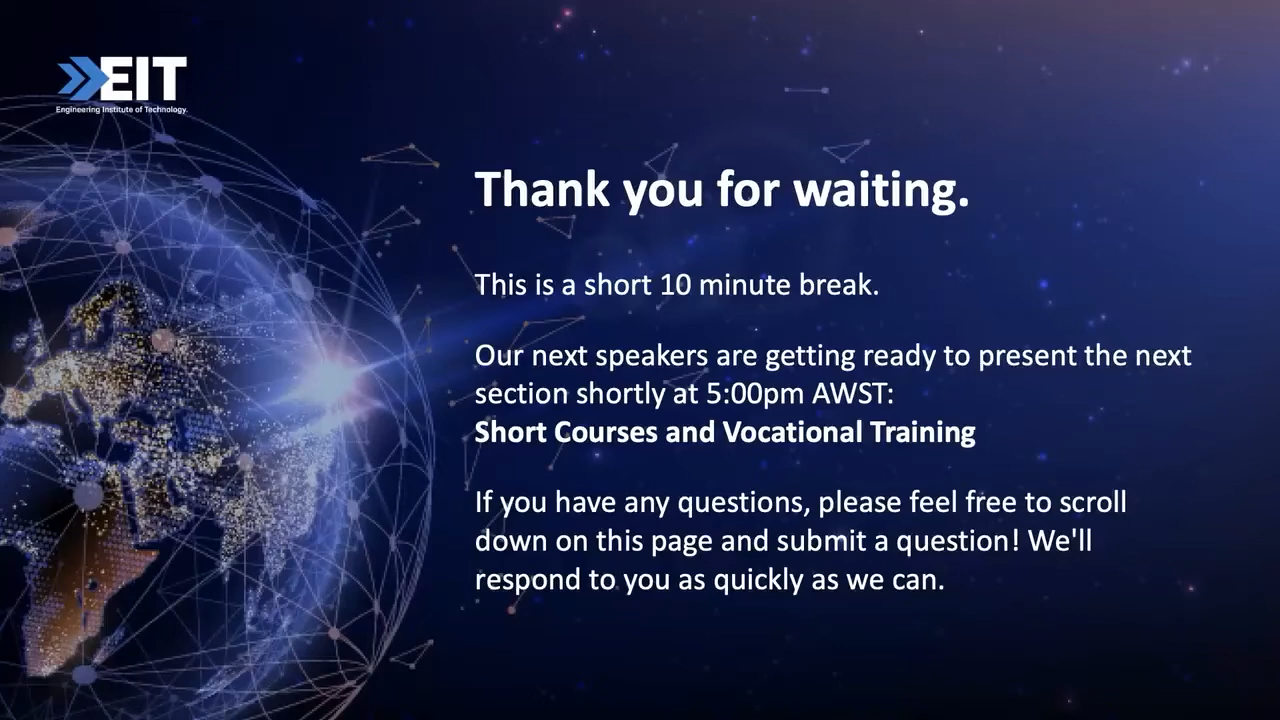 EIT
Engineering Institute of Technology.
Thank you for waiting.
This is a short 10 minute break.
Our next speakers are getting ready to present the next
section shortly at 5:00pm AWST:
Short Courses and Vocational Training
If you have any questions, please feel free to scroll
down on this page and submit a question! We'll
respond to you as quickly as we can.